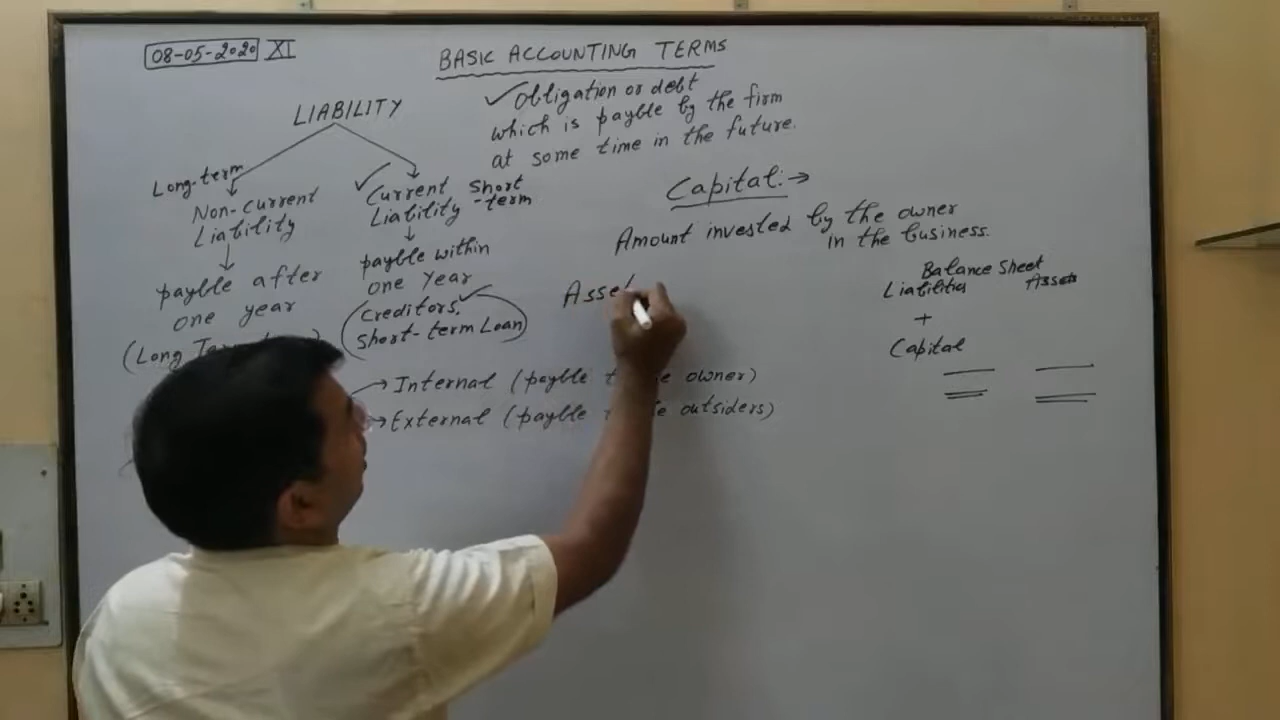 08-05-2020 XI
BASIC ACCOUNTING TERMS
LIABILITY
✓Obligation or debt
which is payble by the firm
at some time in the future.
Long-term
Non-Current
Liability
payble after
one year
(Long Ter
✓Current Short
Liability -term
payble within
one Year
(Creditors,✓
Short-term Loan)
→Internal (payble owner)
→External (payble outsiders)
Capital:→
Amount invested by the owner
in the business.
Asset
Balance Sheet
Liabilities Assets
+
Capital